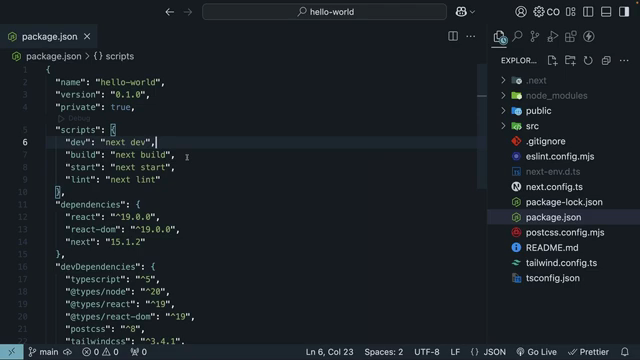 hello-world
CO
package.json
package.json > {} scripts
EXPLOR...
1 {
2 "name": "hello-world",
3 "version": "0.1.0",
4 "private": true,
Debug
5 "scripts": {
6 "dev": "next dev",
7 "build": "next build",
8 "start": "next start",
9 "lint": "next lint"
10 },
11 "dependencies": {
12 "react": "^19.0.0",
13 "react-dom": "^19.0.0",
14 "next": "15.1.2"
15 },
16 "devDependencies": {
17 "typescript": "^5",
18 "@types/node": "^20",
19 "@types/react": "^19",
20 "@types/react-dom": "^19",
21 "postcss": "^8",
22 "tailwindcss": "^3.4.1",
.next
node_modules
public
src
.gitignore
eslint.config.mjs
next-env.d.ts
next.config.ts
package-lock.json
package.json
postcss.config.mjs
README.md
tailwind.config.ts
tsconfig.json
main
0 0
0
Ln 6, Col 23
Spaces: 2
UTF-8
LF
{} JSON
Go Live
Prettier